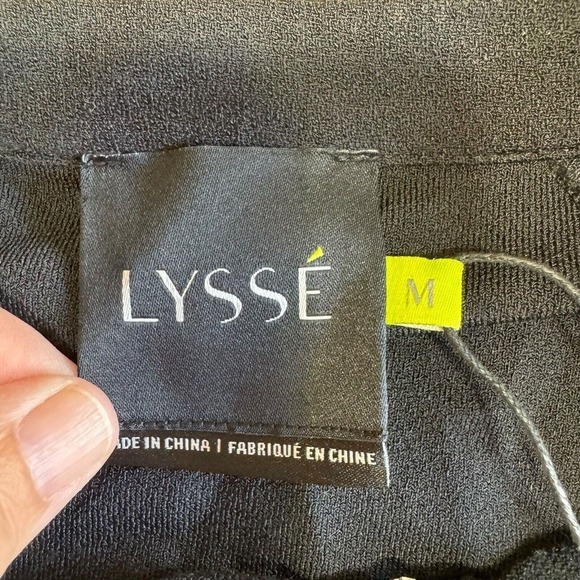 LYSSÉ
M
ADE IN CHINA | FABRIQUÉ EN CHINE